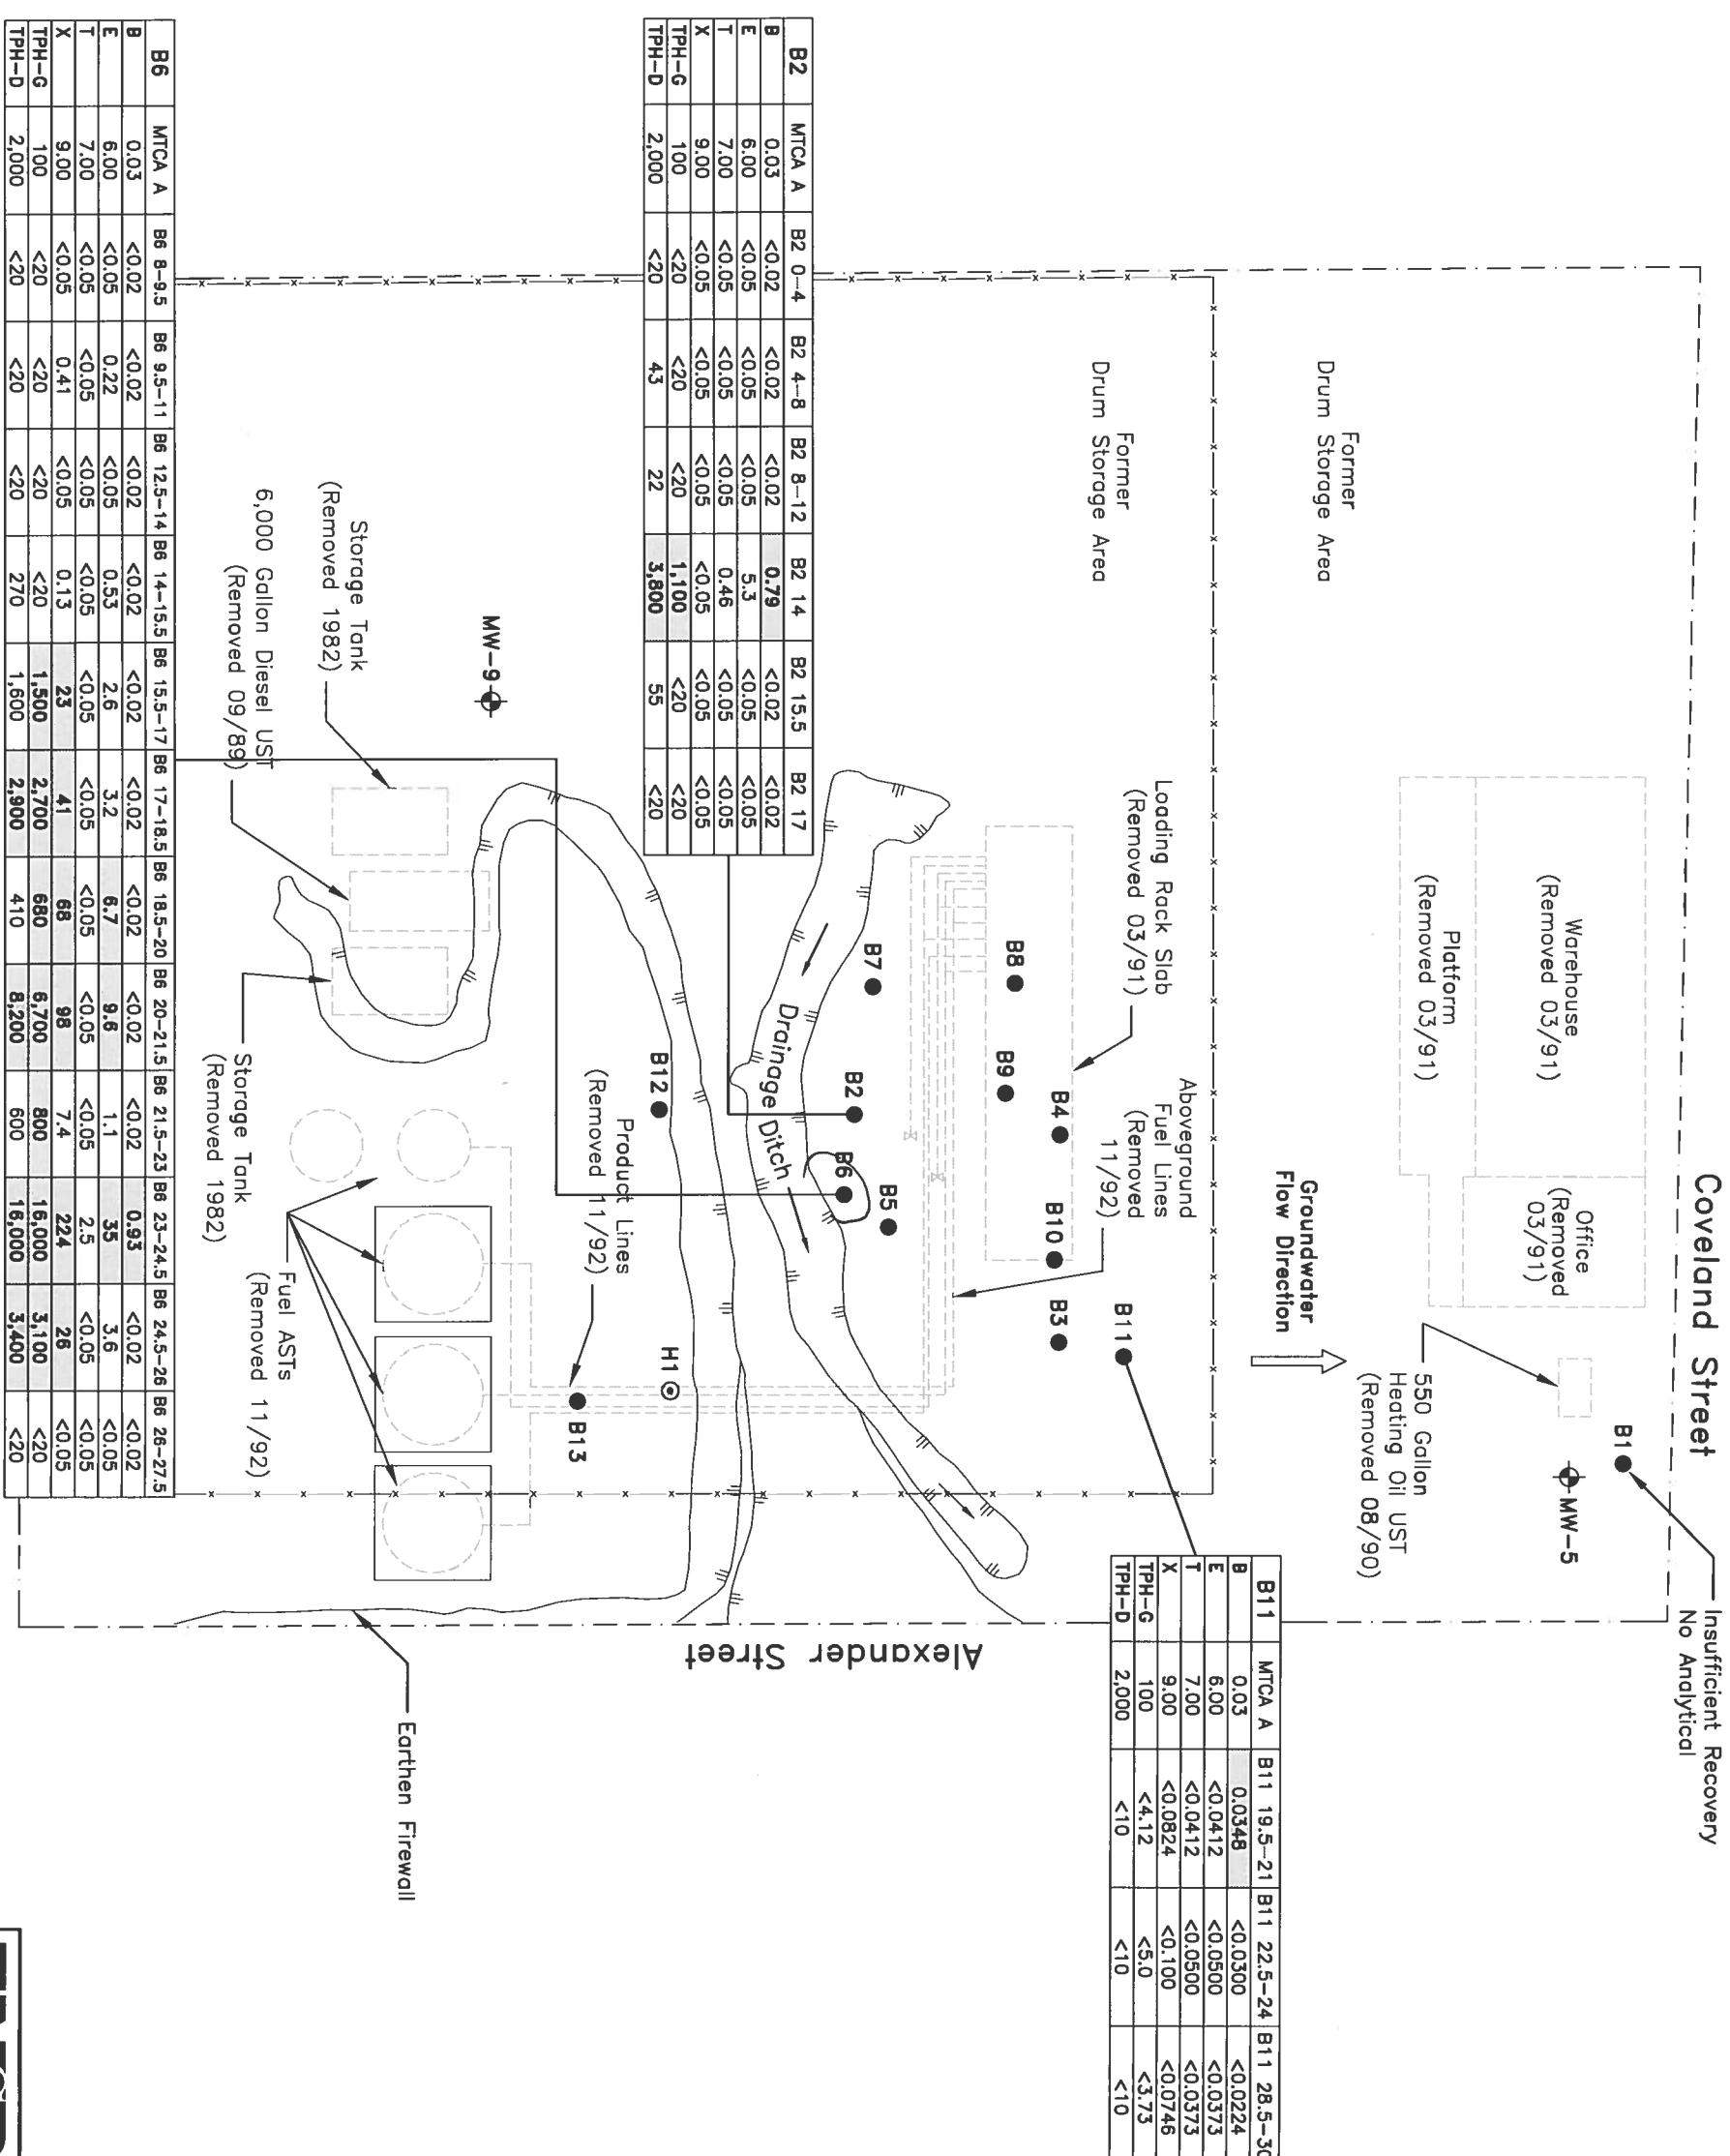 Coveland Street
Insufficient Recovery
No Analytical
B1
MW-5
Warehouse
(Removed 03/91)
Office
(Removed
03/91)
Platform
(Removed 03/91)
550 Gallon
Heating Oil UST
(Removed 08/90)
Former
Drum Storage Area
Groundwater
Flow Direction
Former
Drum Storage Area
Loading Rack Slab
(Removed 03/91)
Aboveground
Fuel Lines
(Removed
11/92)
B11
B3
B10
B4
B9
B8
B7
B2
B5
B6
Drainage Ditch
B12
H1
B13
Product Lines
(Removed 11/92)
MW-9
Storage Tank
(Removed 1982)
6,000 Gallon Diesel UST
(Removed 09/89)
Storage Tank
(Removed 1982)
Fuel ASTs
(Removed 11/92)
Earthen Firewall
Alexander Street
B11 MTCA A B11 19.5-21 B11 22.5-24 B11 28.5-30
B 0.03 0.0348 <0.0300 <0.0224
E 6.00 <0.0412 <0.0500 <0.0373
T 7.00 <0.0412 <0.0500 <0.0373
X 9.00 <0.0824 <0.100 <0.0746
TPH-G 100 <4.12 <5.0 <3.73
TPH-D 2,000 <10 <10 <10
B2 MTCA A B2 0-4 B2 4-8 B2 8-12 B2 14 B2 15.5 B2 17
B 0.03 <0.02 <0.02 <0.02 0.79 <0.02 <0.02
E 6.00 <0.05 <0.05 <0.05 5.3 <0.05 <0.05
T 7.00 <0.05 <0.05 <0.05 0.46 <0.05 <0.05
X 9.00 <0.05 <0.05 <0.05 <0.05 <0.05 <0.05
TPH-G 100 <20 <20 <20 1,100 <20 <20
TPH-D 2,000 <20 43 22 3,800 55 <20
B6 MTCA A B6 8-9.5 B6 9.5-11 B6 12.5-14 B6 14-15.5 B6 15.5-17 B6 17-18.5 B6 18.5-20 B6 20-21.5 B6 21.5-23 B6 23-24.5 B6 24.5-26 B6 26-27.5
B 0.03 <0.02 <0.02 <0.02 <0.02 <0.02 <0.02 <0.02 <0.02 <0.02 0.93 <0.02 <0.02
E 6.00 <0.05 0.22 <0.05 0.53 2.6 3.2 6.7 9.6 1.1 35 3.6 <0.05
T 7.00 <0.05 <0.05 <0.05 <0.05 <0.05 <0.05 <0.05 <0.05 <0.05 2.5 <0.05 <0.05
X 9.00 <0.05 0.41 <0.05 0.13 23 41 68 98 7.4 224 26 <0.05
TPH-G 100 <20 <20 <20 <20 1,500 2,700 680 6,700 800 16,000 3,100 <20
TPH-D 2,000 <20 <20 <20 270 1,600 2,900 410 8,200 600 16,000 3,400 <20